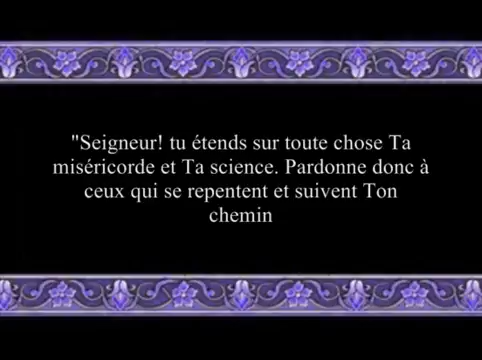 "Seigneur! tu étends sur toute chose Ta
miséricorde et Ta science. Pardonne donc à
ceux qui se repentent et suivent Ton
chemin